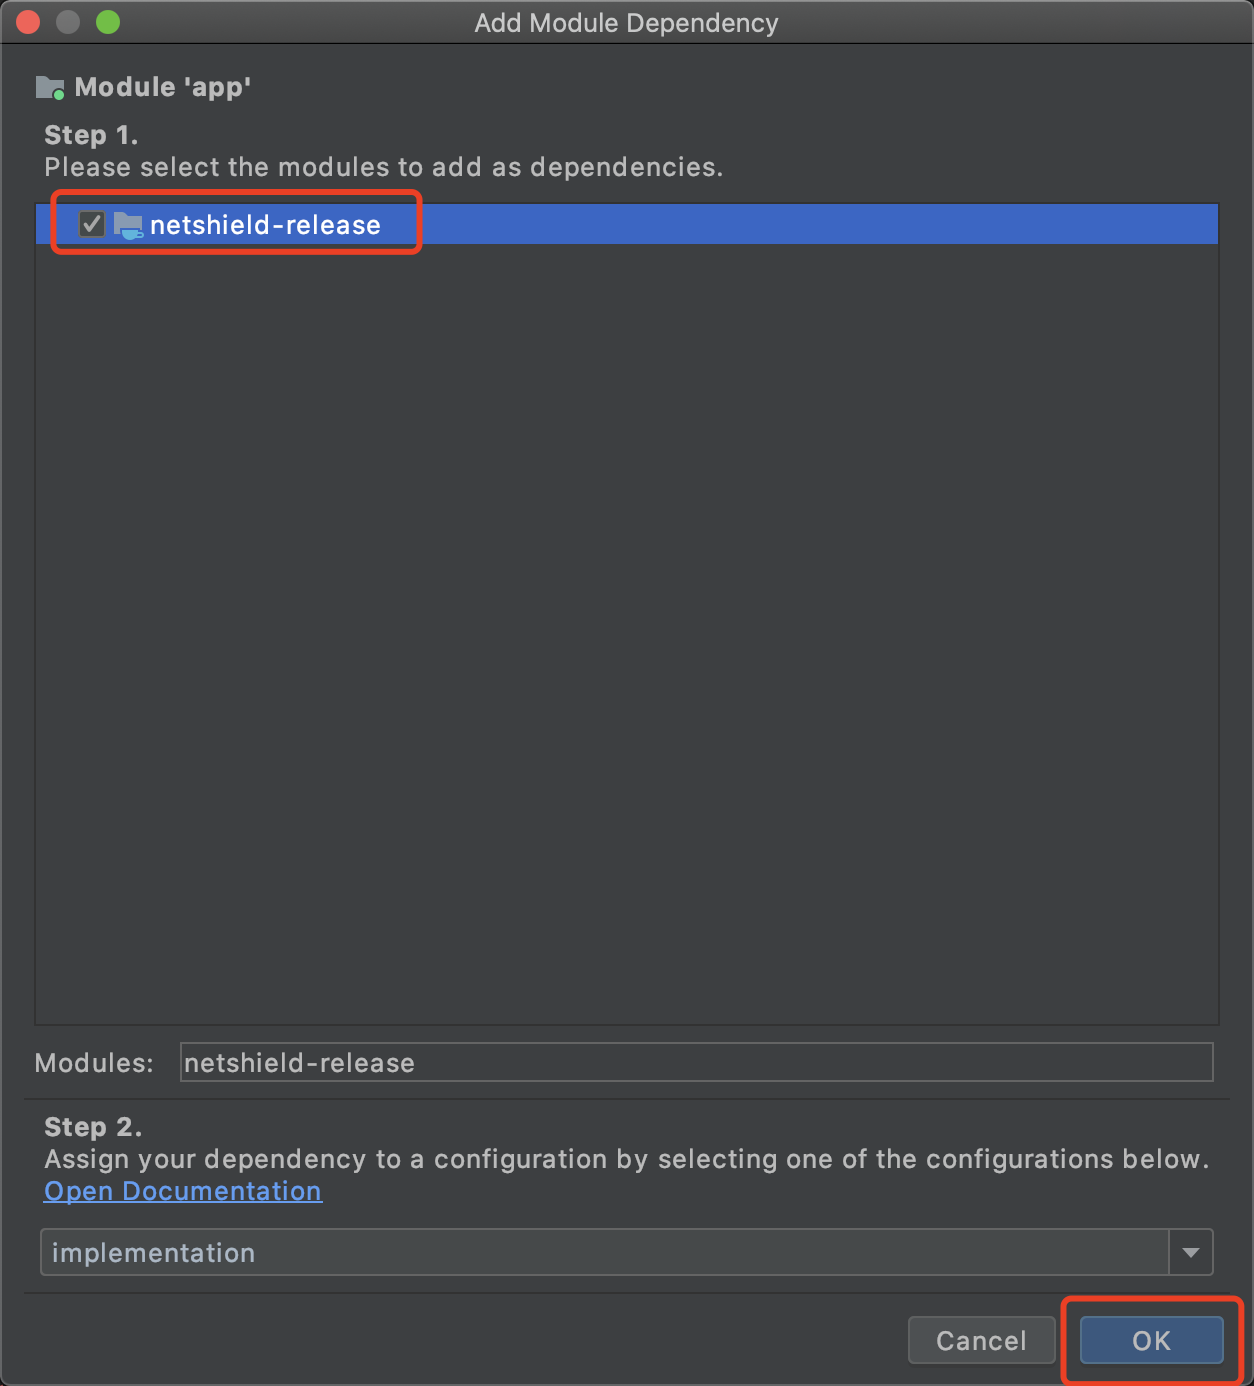 Add Module Dependency
Module 'app'
Step 1.
Please select the modules to add as dependencies.
netshield-release
Modules: netshield-release
Step 2.
Assign your dependency to a configuration by selecting one of the configurations below.
Open Documentation
implementation
Cancel OK